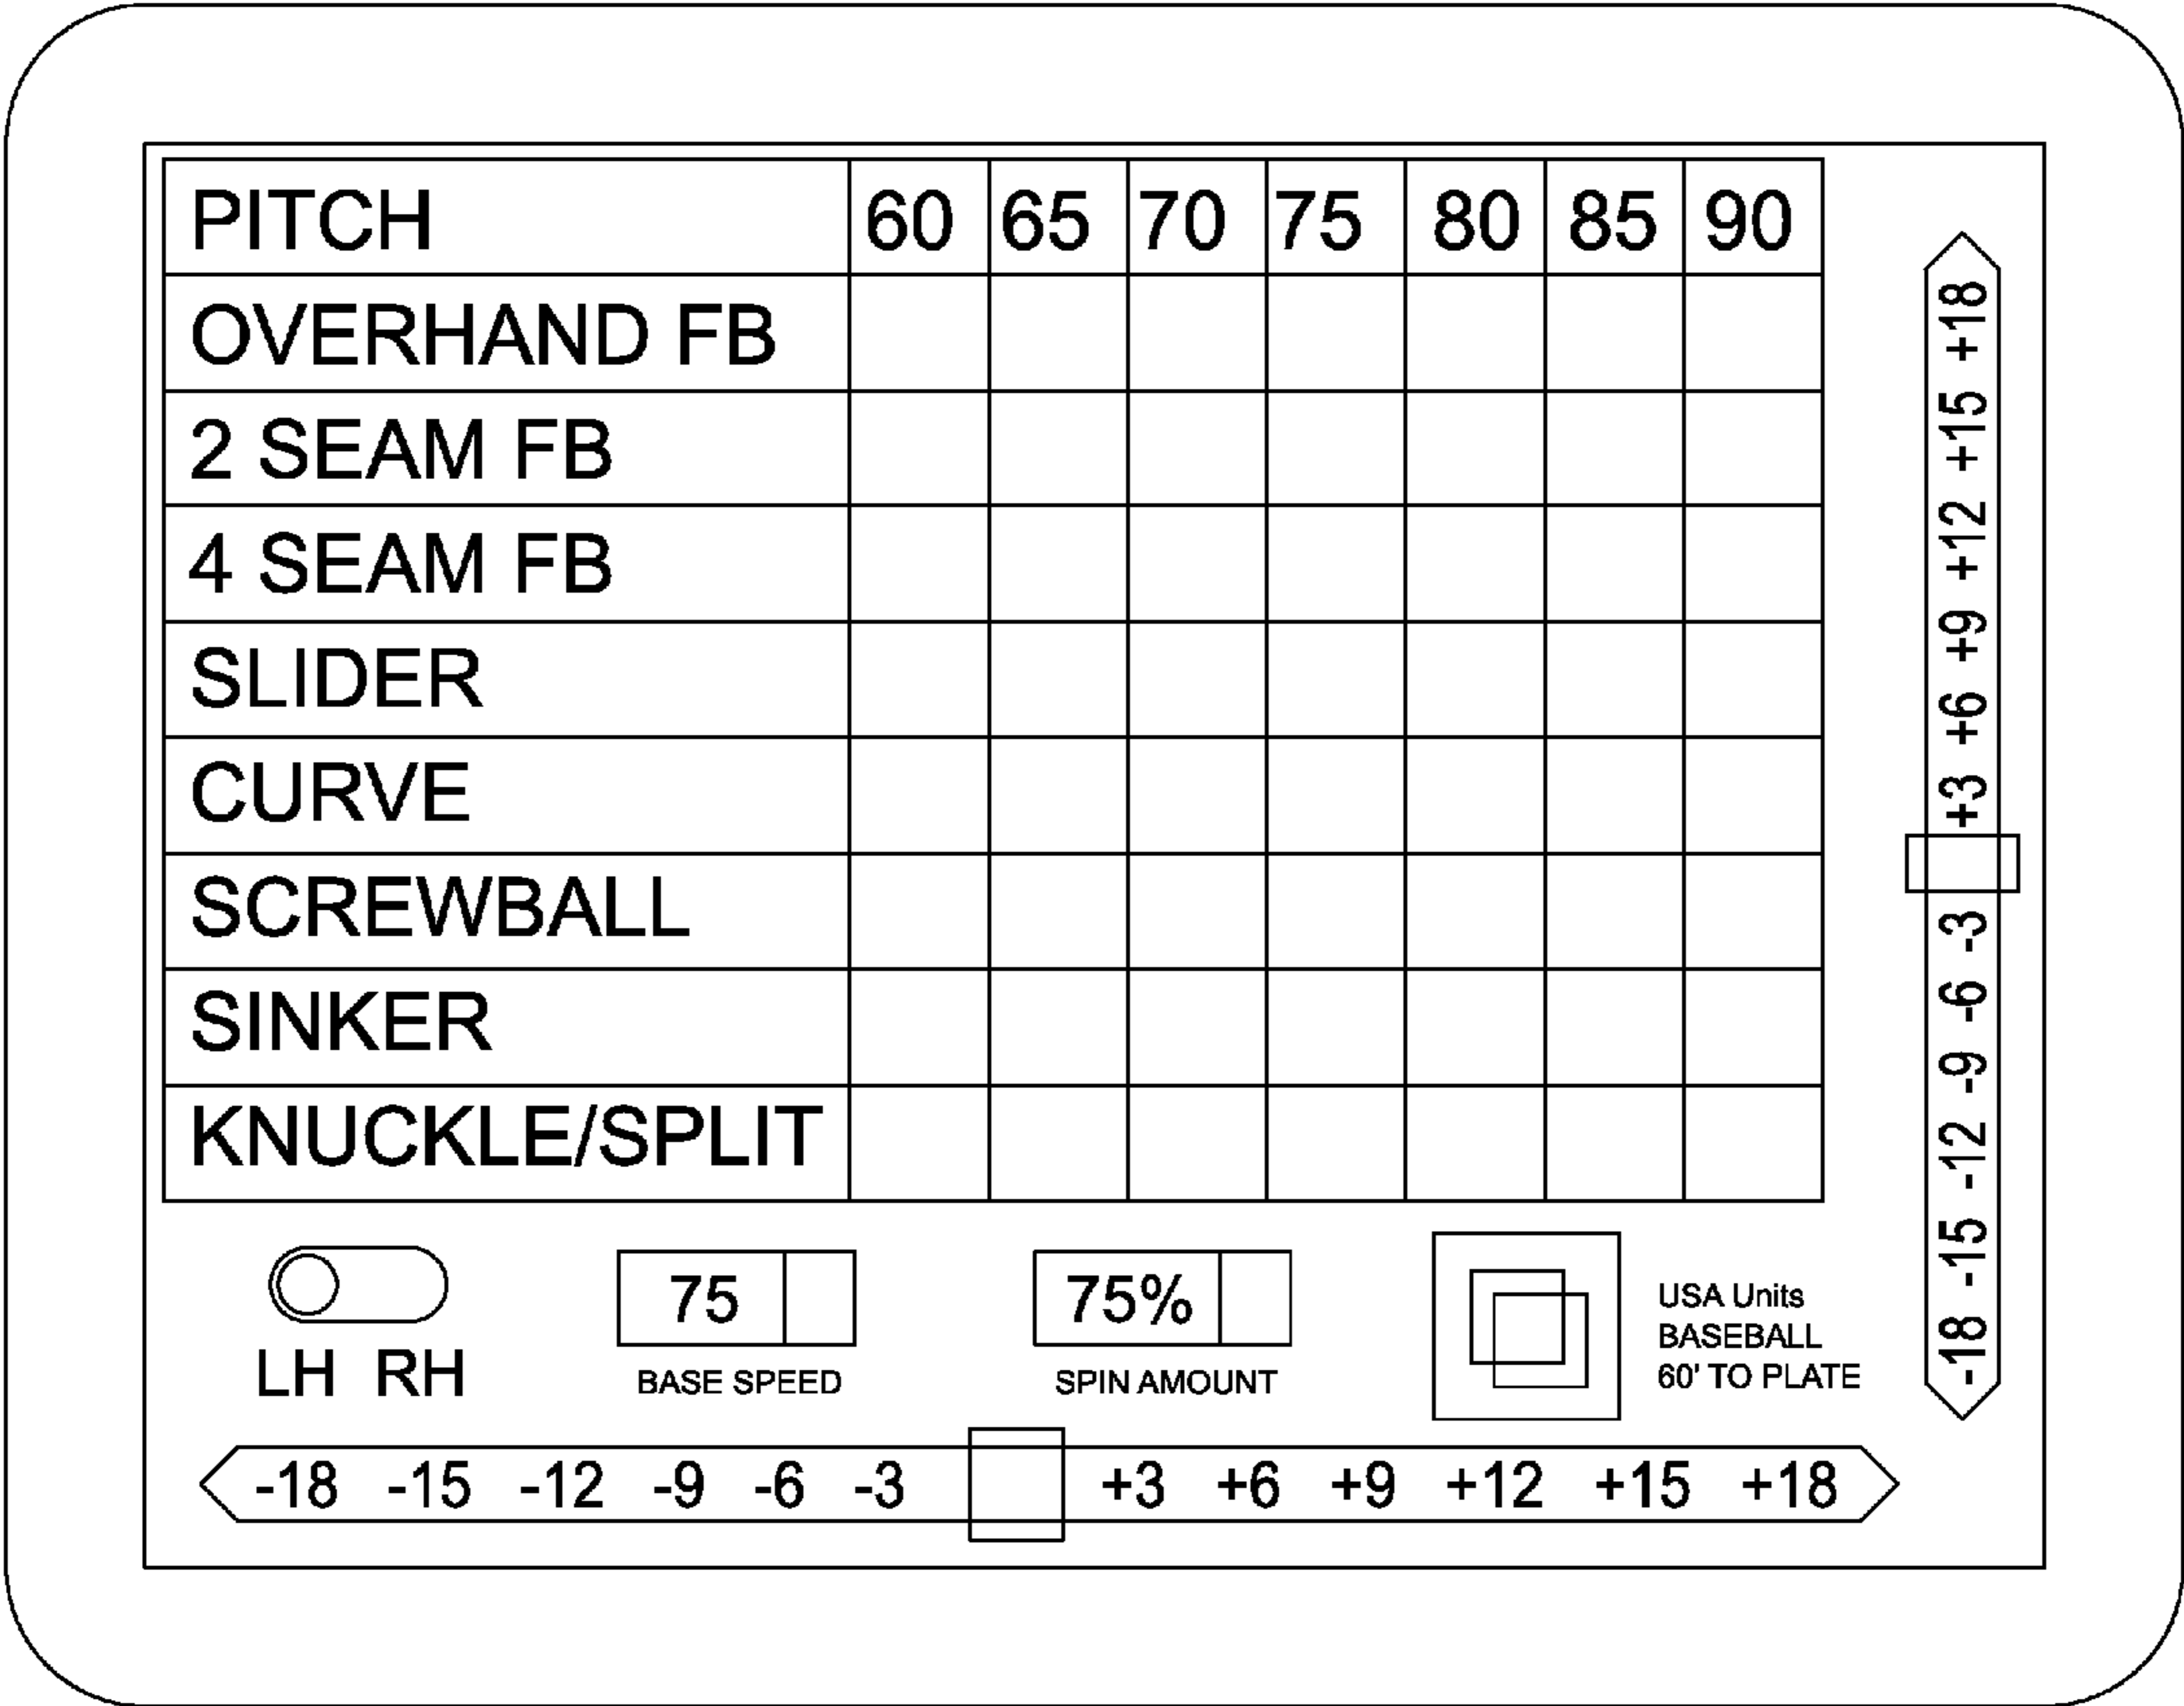 PITCH 60 65 70 75 80 85 90
OVERHAND FB
2 SEAM FB
4 SEAM FB
SLIDER
CURVE
SCREWBALL
SINKER
KNUCKLE/SPLIT
-18 -15 -12 -9 -6 -3 +3 +6 +9 +12 +15 +18
LH RH
75
BASE SPEED
75%
SPIN AMOUNT
USA Units
BASEBALL
60' TO PLATE
-18 -15 -12 -9 -6 -3 +3 +6 +9 +12 +15 +18